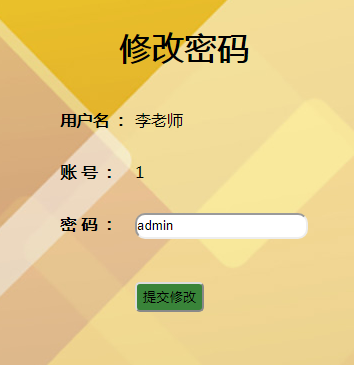 修改密码
用户名 ： 李老师
账 号 ： 1
密 码 ： admin
提交修改